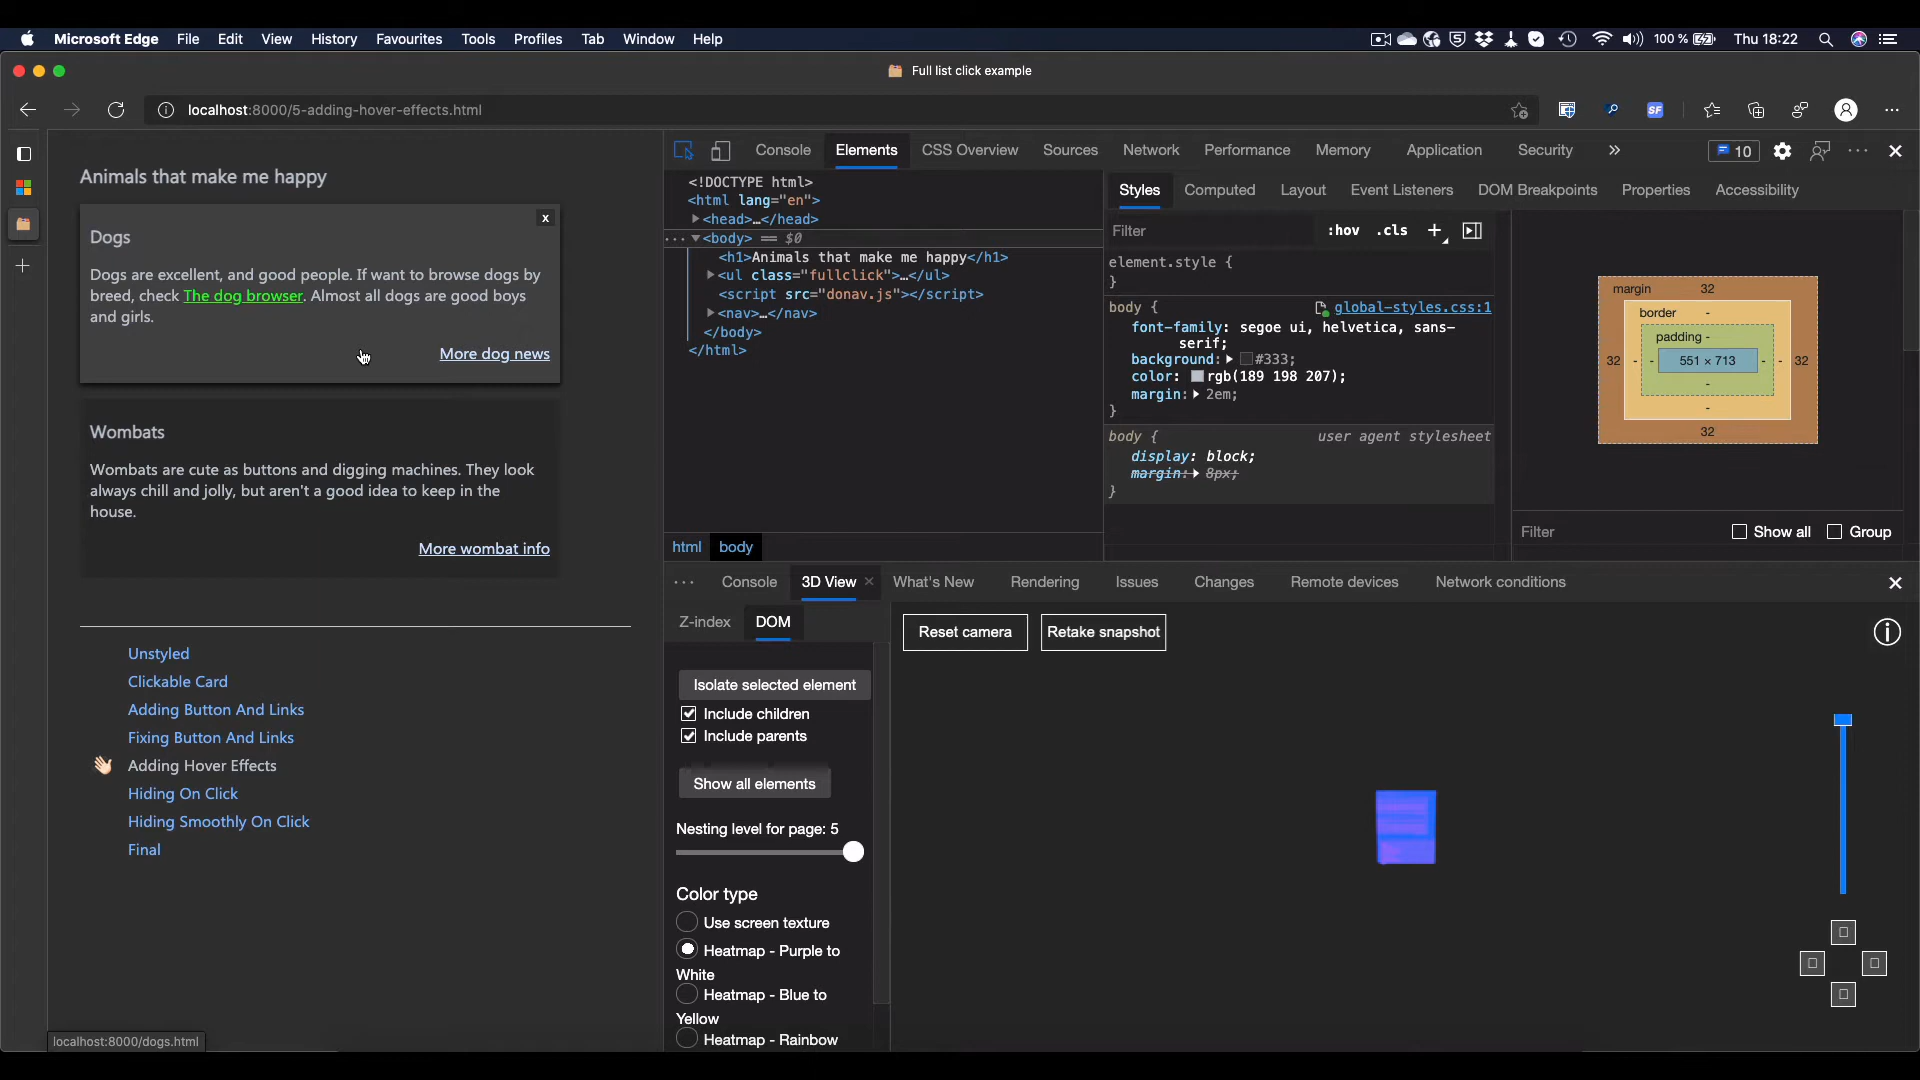 Microsoft Edge File Edit View History Favourites Tools Profiles Tab Window Help 100 % Thu 18:22
Full list click example
localhost:8000/5-adding-hover-effects.html
Animals that make me happy
x
Dogs
Dogs are excellent, and good people. If want to browse dogs by
breed, check The dog browser. Almost all dogs are good boys
and girls.
More dog news
Wombats
Wombats are cute as buttons and digging machines. They look
always chill and jolly, but aren't a good idea to keep in the
house.
More wombat info
Unstyled
Clickable Card
Adding Button And Links
Fixing Button And Links
Adding Hover Effects
Hiding On Click
Hiding Smoothly On Click
Final
localhost:8000/dogs.html
Console Elements CSS Overview Sources Network Performance Memory Application Security 10
<!DOCTYPE html>
<html lang="en">
<head>…</head>
<body> == $0
<h1>Animals that make me happy</h1>
<ul class="fullclick">…</ul>
<script src="donav.js"></script>
<nav>…</nav>
</body>
</html>
html body
Styles Computed Layout Event Listeners DOM Breakpoints Properties Accessibility
Filter :hov .cls
element.style {
}
body { global-styles.css:1
font-family: segoe ui, helvetica, sans-
serif;
background: #333;
color: rgb(189 198 207);
margin: 2em;
}
body { user agent stylesheet
display: block;
margin: 8px;
}
margin 32
border -
padding -
32 - - 551 × 713 - - 32
-
-
32
Filter Show all Group
Console 3D View What's New Rendering Issues Changes Remote devices Network conditions
Z-index DOM
Reset camera Retake snapshot
Isolate selected element
Include children
Include parents
Show all elements
Nesting level for page: 5
Color type
Use screen texture
Heatmap - Purple to
White
Heatmap - Blue to
Yellow
Heatmap - Rainbow